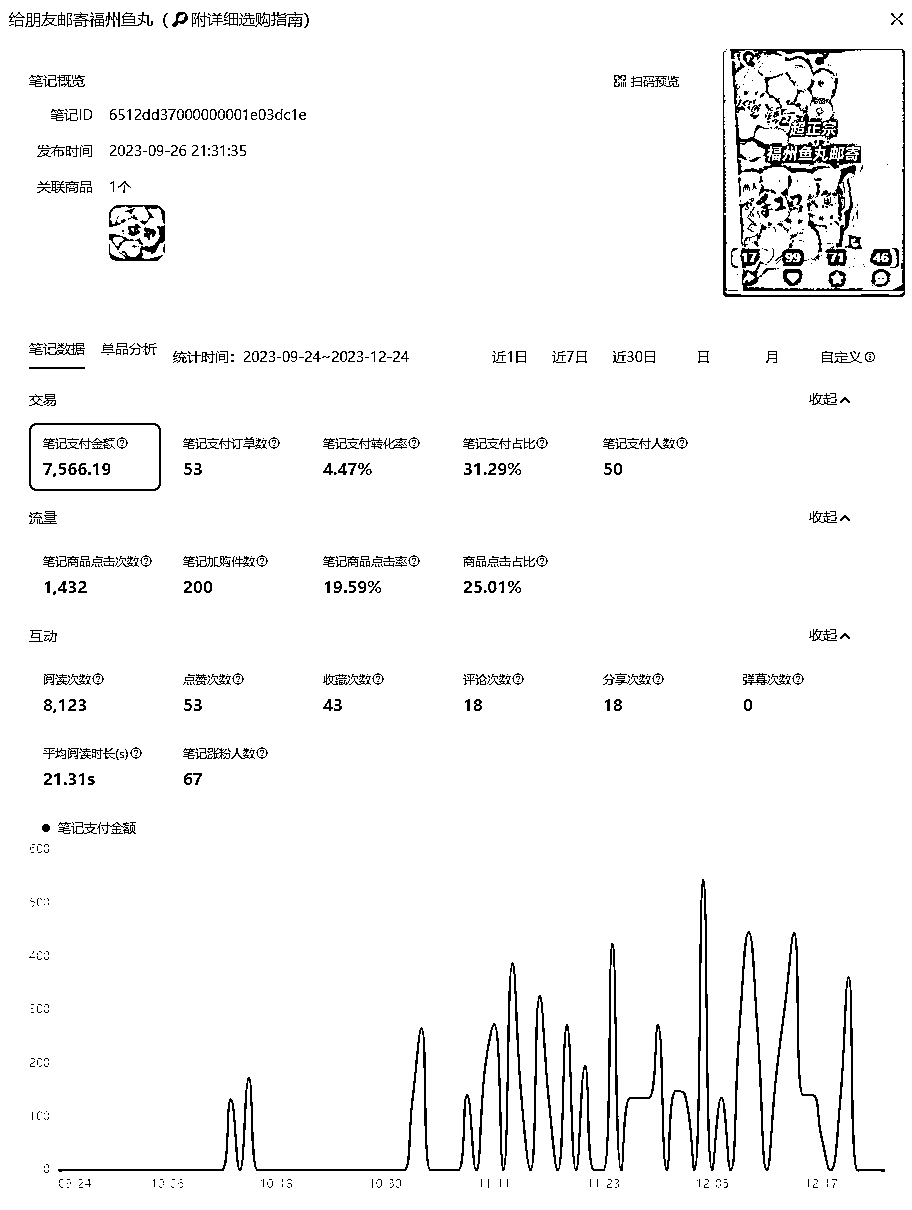 给朋友邮寄福州鱼丸（🔎附详细选购指南）
笔记概览
扫码预览
笔记ID 6512dd37000000001e03dc1e
发布时间 2023-09-26 21:31:35
关联商品 1个
超正宗
福州鱼丸邮寄
17 99 71 46
笔记数据 单品分析 统计时间：2023-09-24~2023-12-24 近1日 近7日 近30日 日 月 自定义
交易 收起
笔记支付金额 笔记支付订单数 笔记支付转化率 笔记支付占比 笔记支付人数
7,566.19 53 4.47% 31.29% 50
流量 收起
笔记商品点击次数 笔记加购件数 笔记商品点击率 商品点击占比
1,432 200 19.59% 25.01%
互动 收起
阅读次数 点赞次数 收藏次数 评论次数 分享次数 弹幕次数
8,123 53 43 18 18 0
平均阅读时长(s) 笔记涨粉人数
21.31s 67
笔记支付金额
600
500
400
300
200
100
0
09-24 10-06 10-18 10-30 11-11 11-23 12-05 12-17